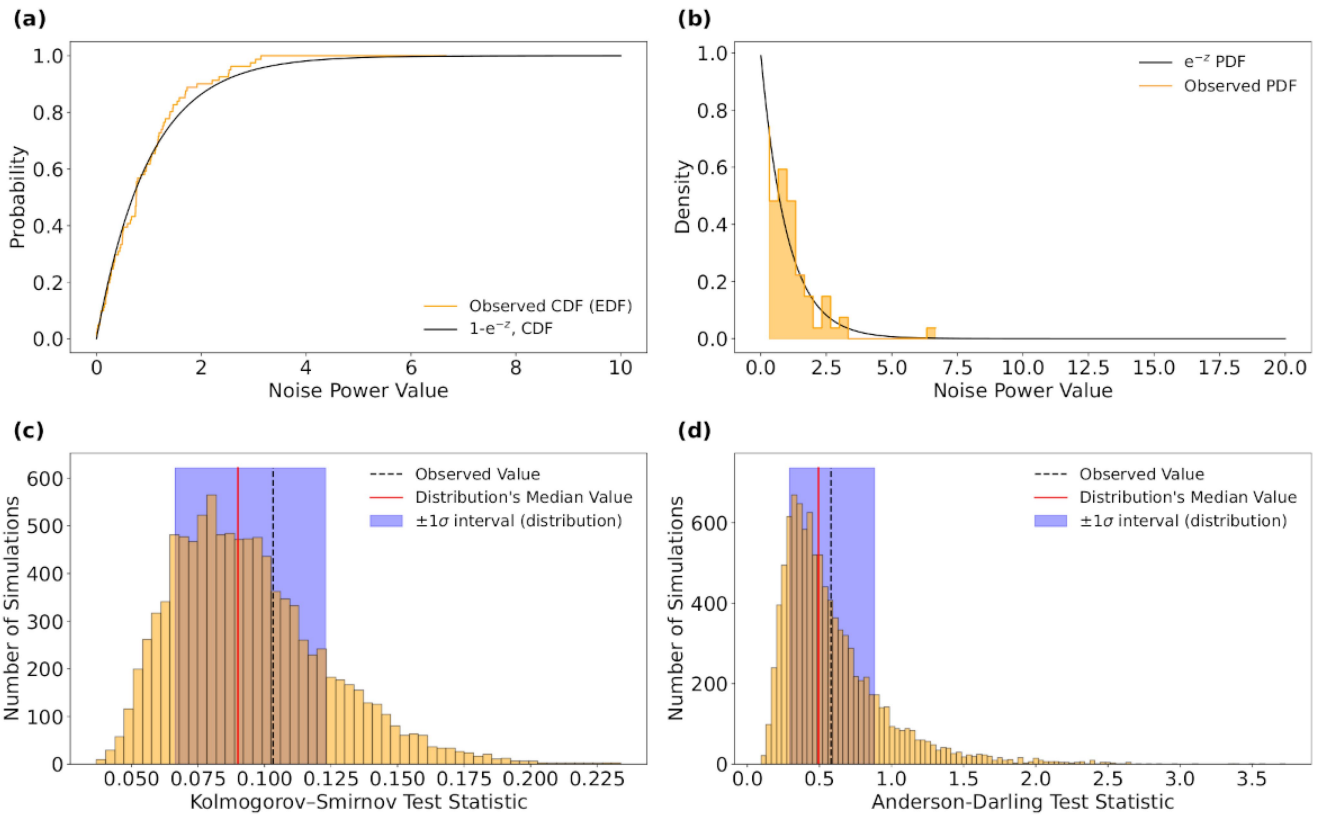 (a)
1.0
0.8
0.6
0.4
0.2
0.0
Probability
0 2 4 6 8 10
Noise Power Value
Observed CDF (EDF)
1-e⁻ᶻ, CDF
(b)
1.0
0.8
0.6
0.4
0.2
0.0
Density
0.0 2.5 5.0 7.5 10.0 12.5 15.0 17.5 20.0
Noise Power Value
e⁻ᶻ PDF
Observed PDF
(c)
600
500
400
300
200
100
0
Number of Simulations
0.050 0.075 0.100 0.125 0.150 0.175 0.200 0.225
Kolmogorov–Smirnov Test Statistic
Observed Value
Distribution's Median Value
±1σ interval (distribution)
(d)
600
400
200
0
Number of Simulations
0.0 0.5 1.0 1.5 2.0 2.5 3.0 3.5
Anderson-Darling Test Statistic
Observed Value
Distribution's Median Value
±1σ interval (distribution)